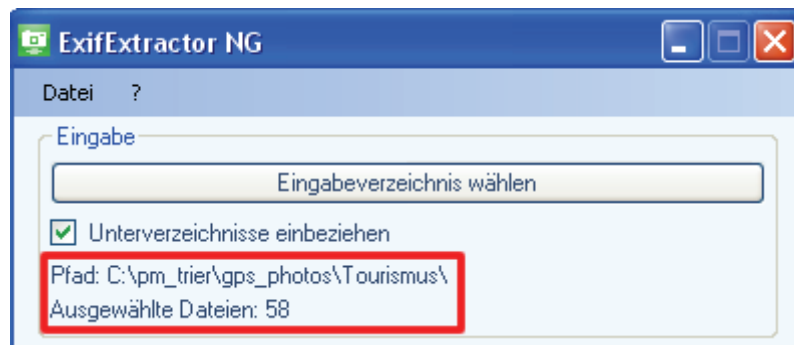 ExifExtractor NG
Datei ?
Eingabe
Eingabeverzeichnis wählen
Unterverzeichnisse einbeziehen
Pfad: C:\pm_trier\gps_photos\Tourismus\
Ausgewählte Dateien: 58